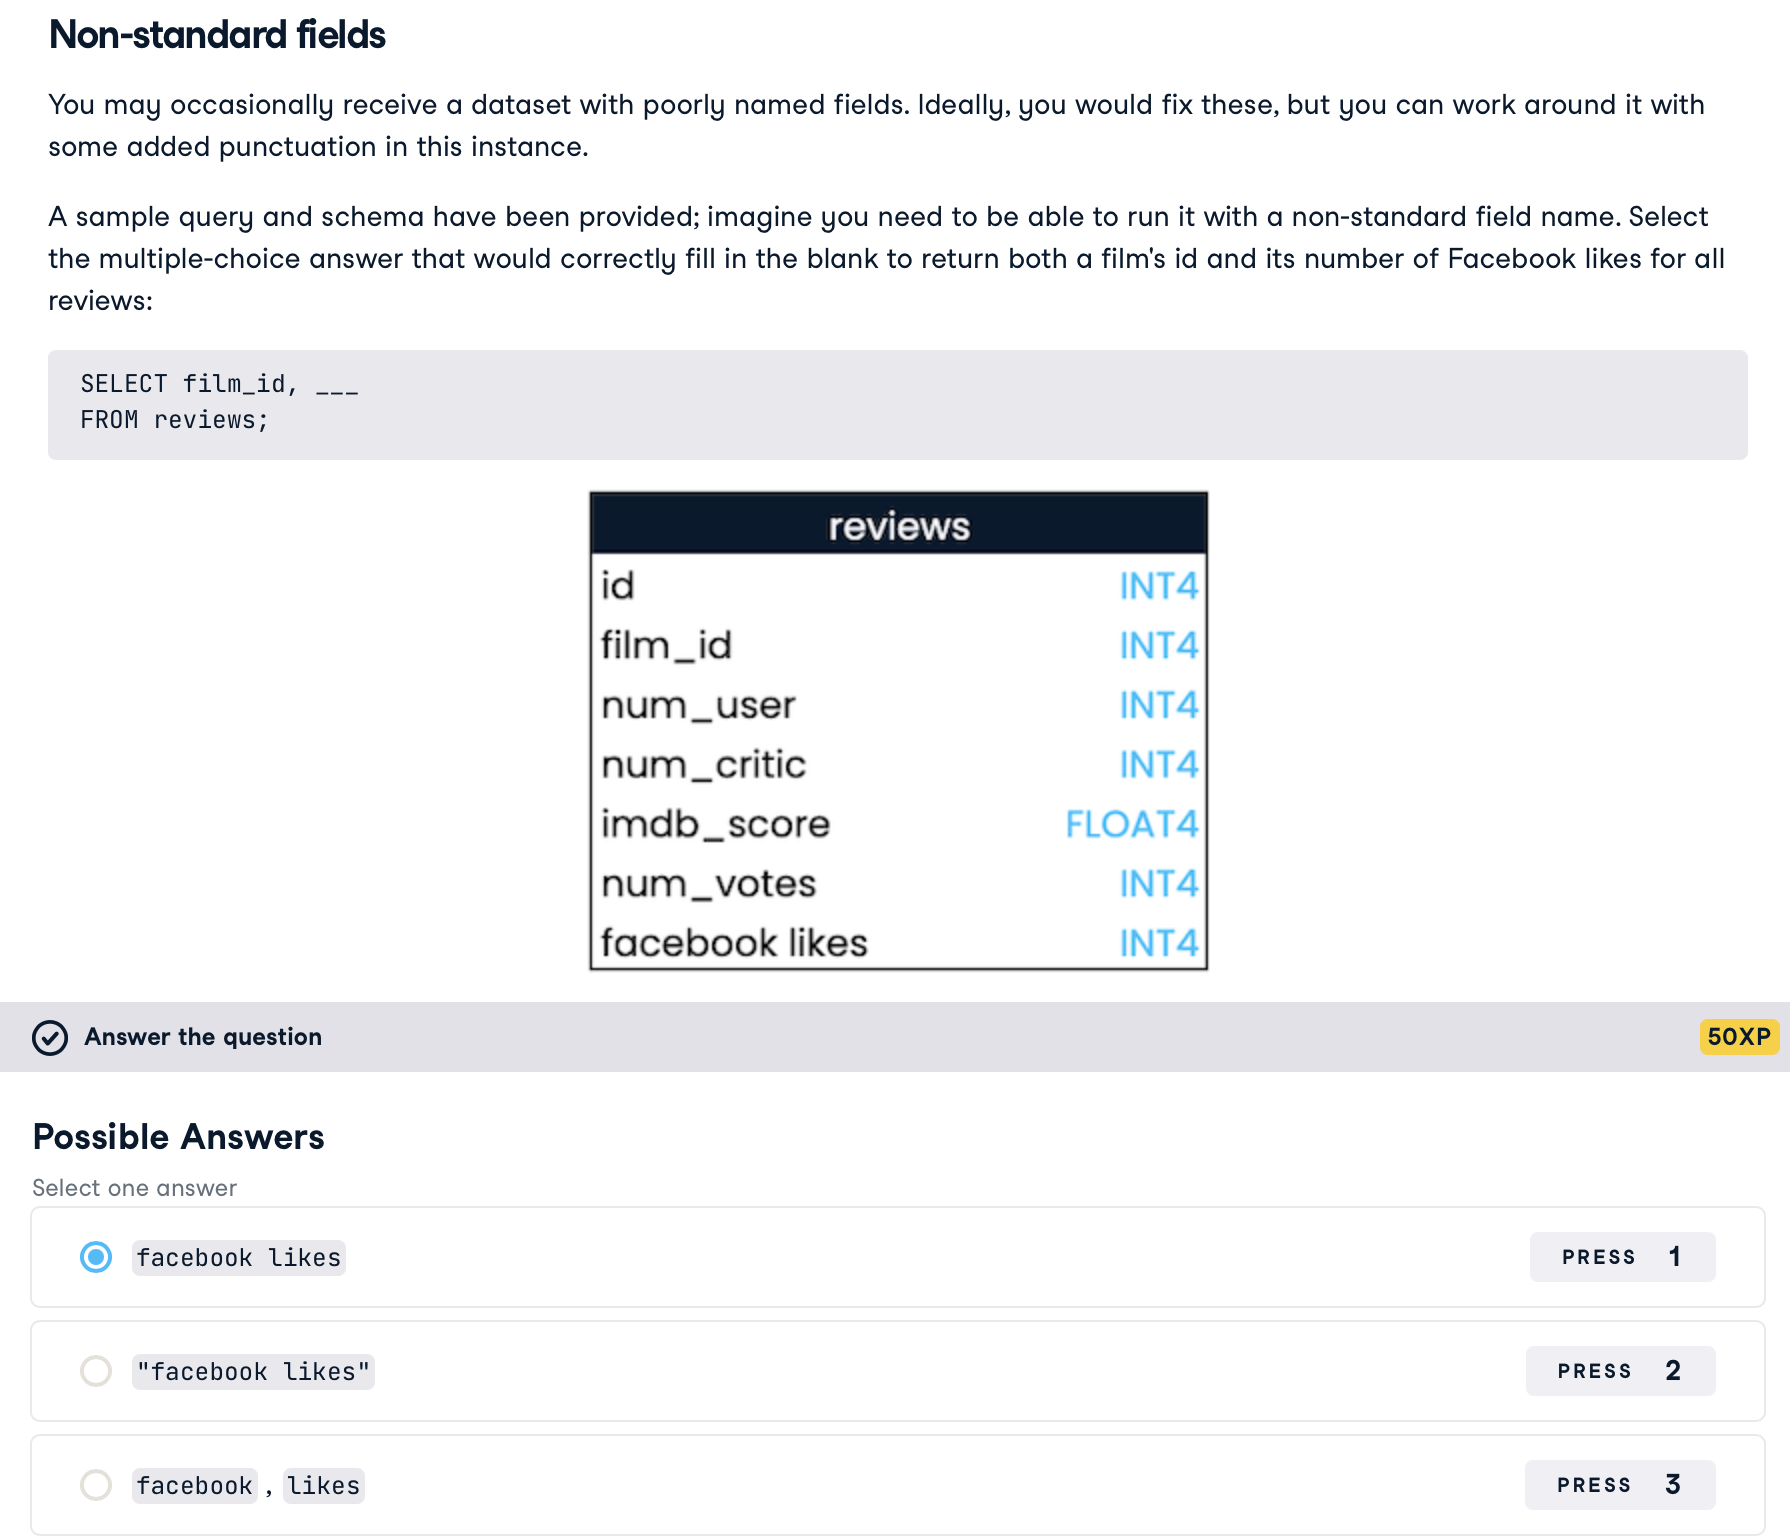 Non-standard fields
You may occasionally receive a dataset with poorly named fields. Ideally, you would fix these, but you can work around it with
some added punctuation in this instance.
A sample query and schema have been provided; imagine you need to be able to run it with a non-standard field name. Select
the multiple-choice answer that would correctly fill in the blank to return both a film's id and its number of Facebook likes for all
reviews:
SELECT film_id, ___
FROM reviews;
reviews
id INT4
film_id INT4
num_user INT4
num_critic INT4
imdb_score FLOAT4
num_votes INT4
facebook likes INT4
Answer the question 50XP
Possible Answers
Select one answer
facebook likes PRESS 1
"facebook likes" PRESS 2
facebook , likes PRESS 3